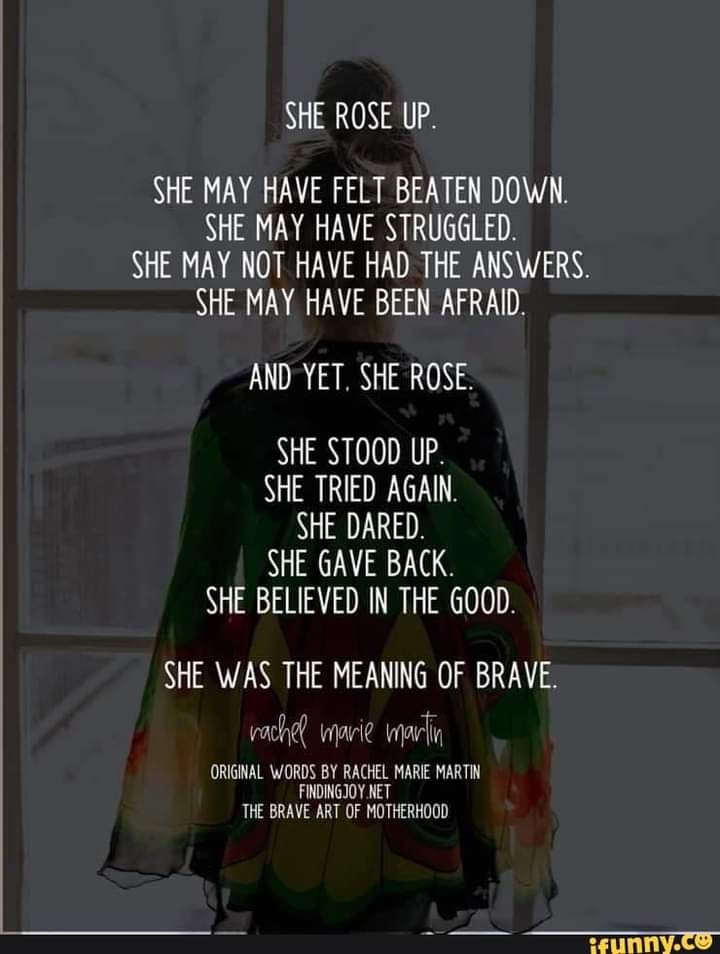 SHE ROSE UP.
SHE MAY HAVE FELT BEATEN DOWN.
SHE MAY HAVE STRUGGLED.
SHE MAY NOT HAVE HAD THE ANSWERS.
SHE MAY HAVE BEEN AFRAID.
AND YET, SHE ROSE.
SHE STOOD UP.
SHE TRIED AGAIN.
SHE DARED.
SHE GAVE BACK.
SHE BELIEVED IN THE GOOD.
SHE WAS THE MEANING OF BRAVE.
rachel marie martin
ORIGINAL WORDS BY RACHEL MARIE MARTIN
FINDINGJOY.NET
THE BRAVE ART OF MOTHERHOOD
ifunny.co